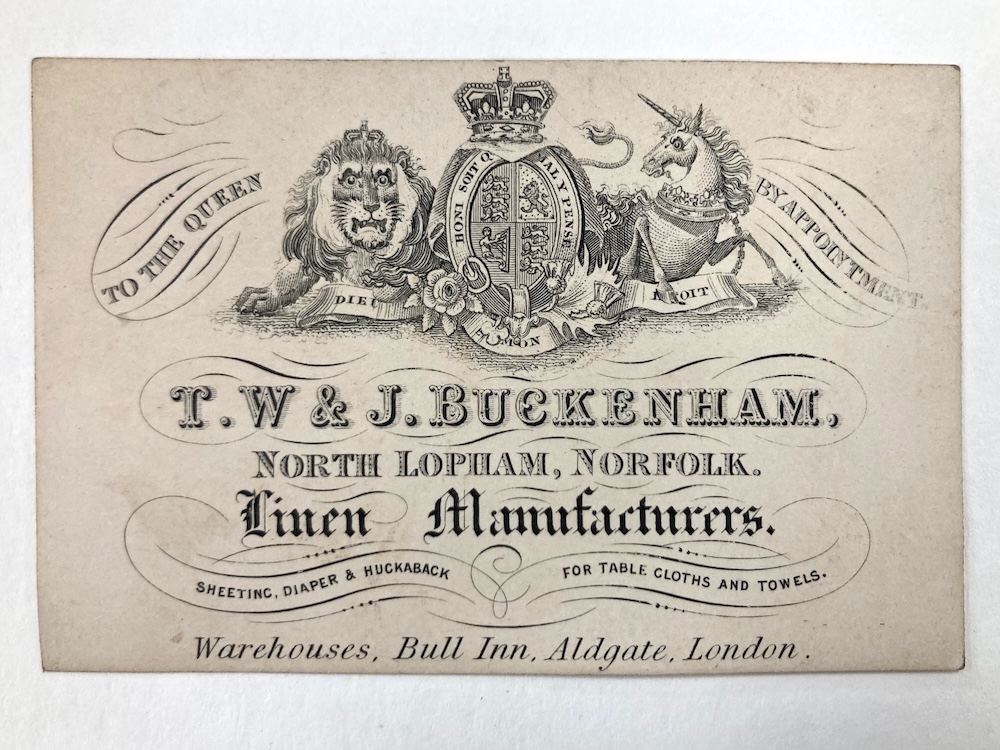 TO THE QUEEN
BY APPOINTMENT.
HONI SOIT Q MAL Y PENSE
DIEU
MON
DROIT
T. W & J. BUCKENHAM,
NORTH LOPHAM, NORFOLK.
Linen Manufacturers.
SHEETING, DIAPER & HUCKABACK
FOR TABLE CLOTHS AND TOWELS.
Warehouses, Bull Inn, Aldgate, London.